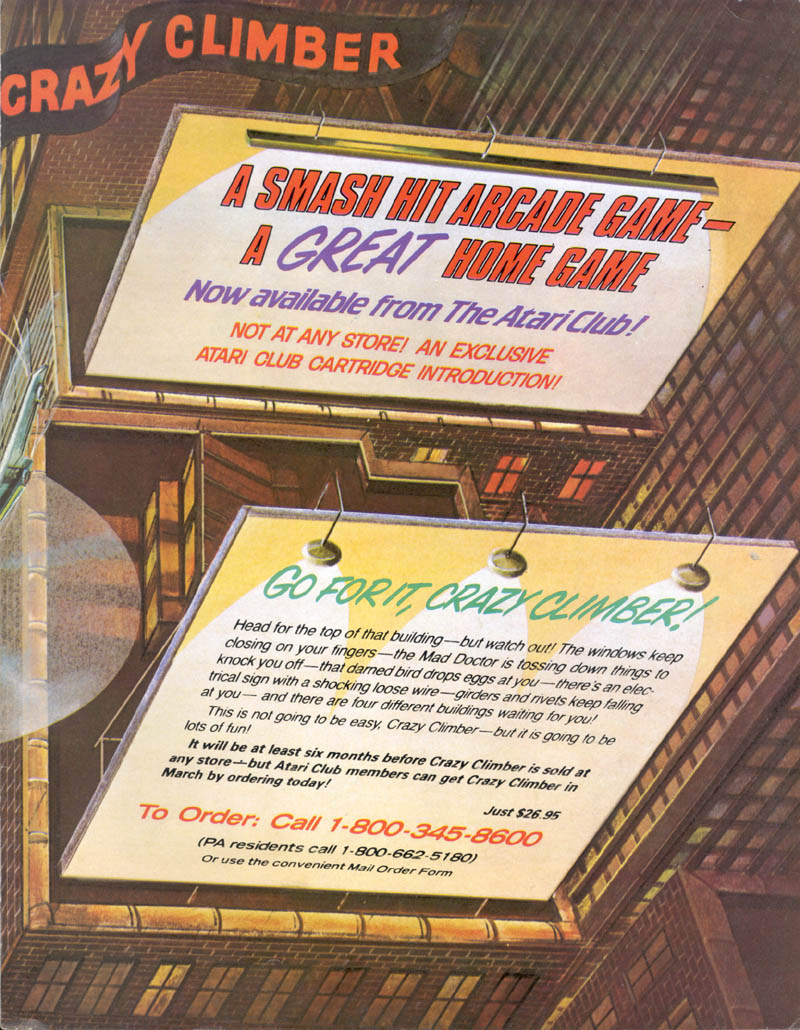 CRAZY CLIMBER
A SMASH HIT ARCADE GAME—
A GREAT HOME GAME
Now available from The Atari Club!
NOT AT ANY STORE! AN EXCLUSIVE
ATARI CLUB CARTRIDGE INTRODUCTION!
GO FOR IT, CRAZY CLIMBER!
Head for the top of that building—but watch out! The windows keep
closing on your fingers—the Mad Doctor is tossing down things to
knock you off—that darned bird drops eggs at you—there's an elec-
trical sign with a shocking loose wire—girders and rivets keep falling
at you— and there are four different buildings waiting for you!
This is not going to be easy, Crazy Climber—but it is going to be
lots of fun!
It will be at least six months before Crazy Climber is sold at
any store—but Atari Club members can get Crazy Climber in
March by ordering today!
Just $26.95
To Order: Call 1-800-345-8600
(PA residents call 1-800-662-5180)
Or use the convenient Mail Order Form